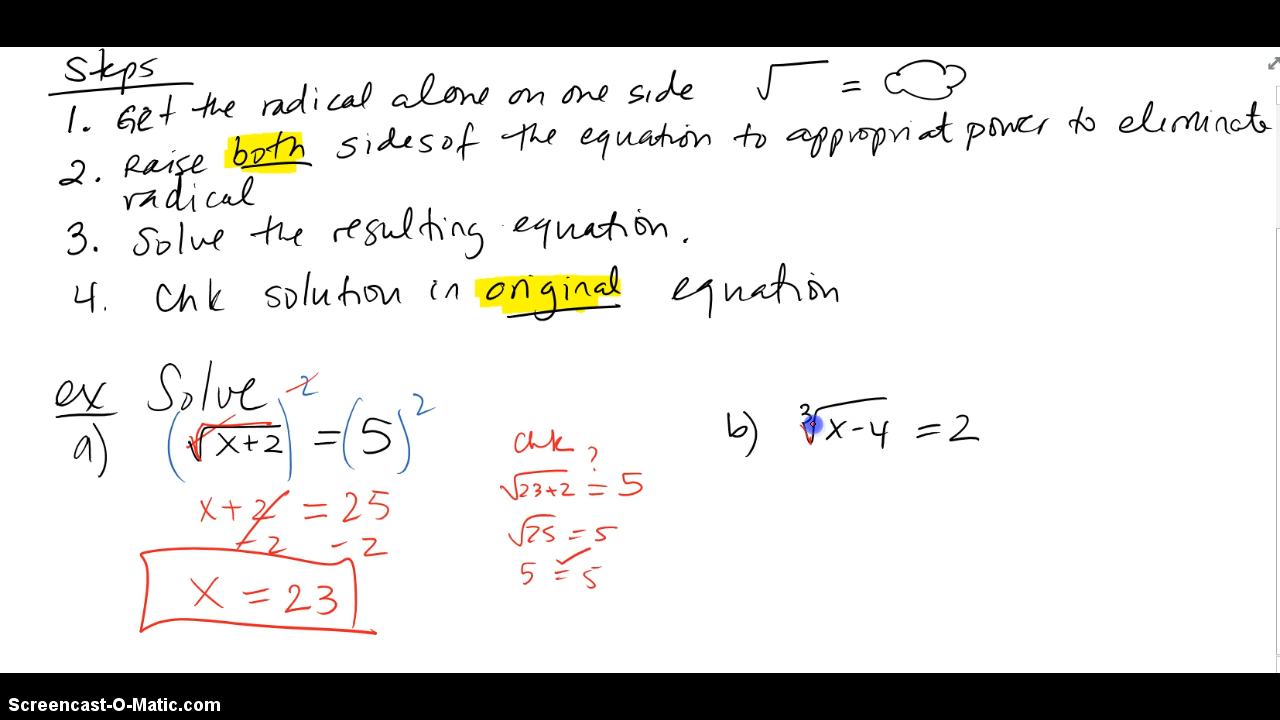 Steps
1. Get the radical alone on one side √ =
2. Raise both sides of the equation to appropriat power to eliminate
radical
3. Solve the resulting equation.
4. Chk solution in original equation
ex Solve
a) (√x+2)² = (5)²
x+2 = 25
-2 -2
x = 23
Chk
√23+2 ?= 5
√25 = 5
5 = 5 ✓
b) ³√x-4 = 2
Screencast-O-Matic.com